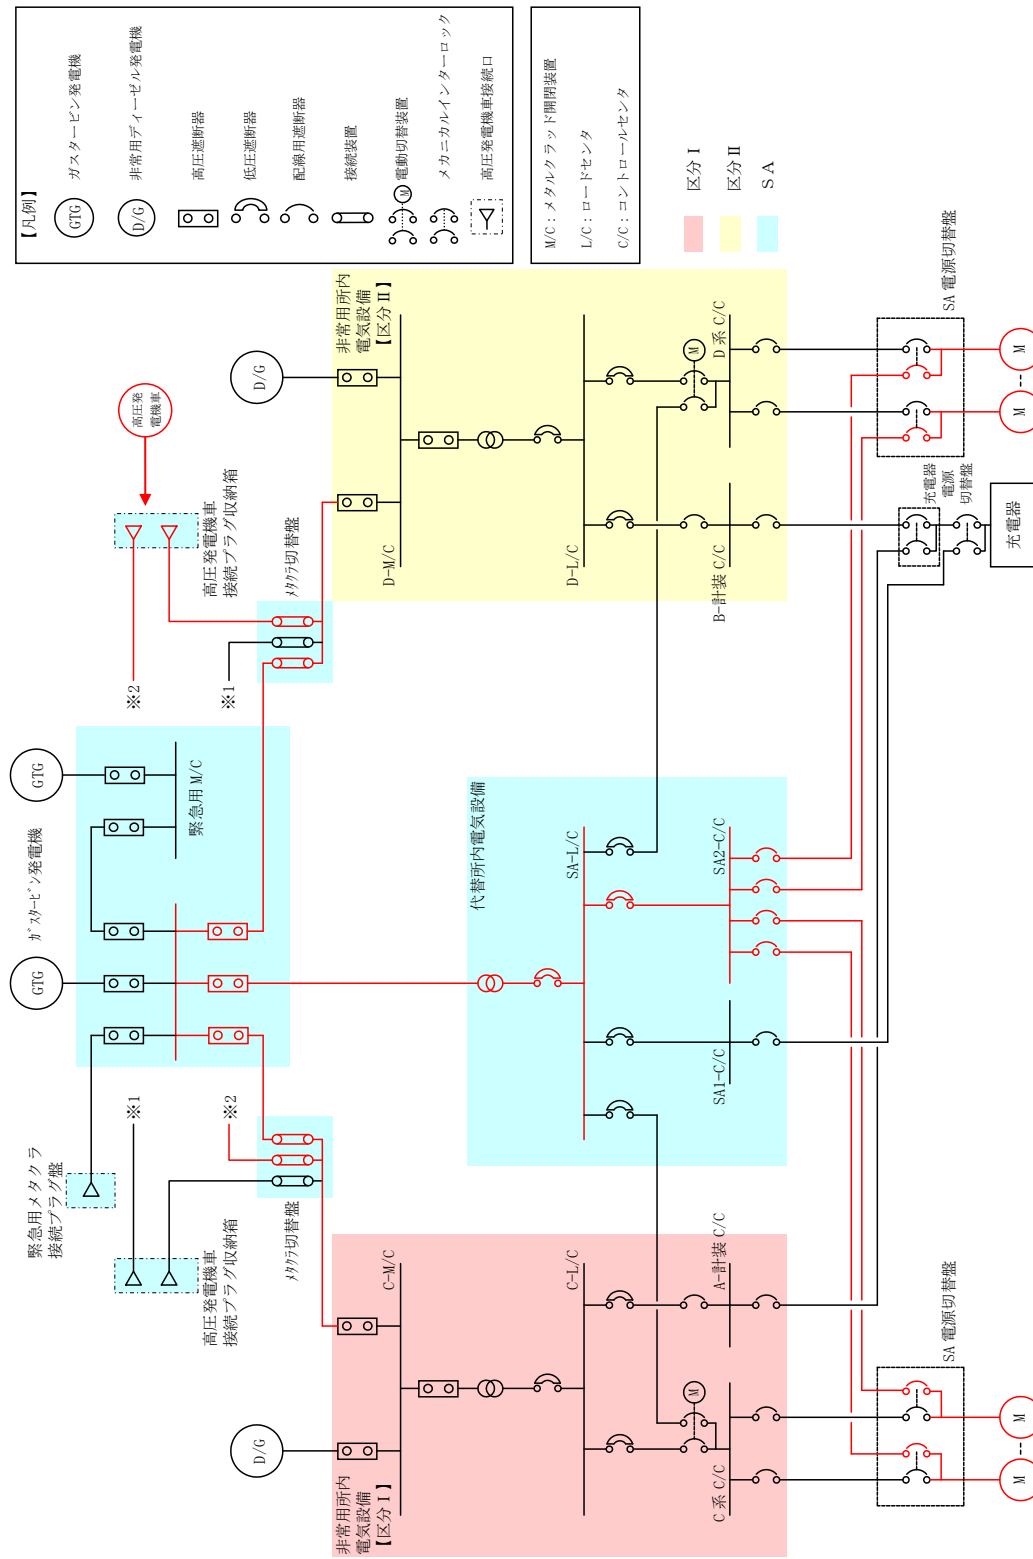 【凡例】
GTG
ガスタービン発電機
D/G
非常用ディーゼル発電機
高圧遮断器
低圧遮断器
配線用遮断器
接続装置
M
電動切替装置
メカニカルインターロック
高圧発電機車接続口
M/C：メタルクラッド開閉装置
L/C：ロードセンタ
C/C：コントロールセンタ
区分Ⅰ
区分Ⅱ
ＳＡ
緊急用メタクラ
接続プラグ盤
GTG
ｶﾞｽﾀｰﾋﾞﾝ発電機
GTG
緊急用 M/C
高圧発
電機車
※1
※2
※2
※1
高圧発電機車
接続プラグ収納箱
高圧発電機車
接続プラグ収納箱
ﾒﾀｸﾗ切替盤
ﾒﾀｸﾗ切替盤
D/G
D/G
非常用所内
電気設備
【区分Ⅰ】
非常用所内
電気設備
【区分Ⅱ】
C-M/C
D-M/C
代替所内電気設備
C-L/C
SA-L/C
D-L/C
M
M
C 系 C/C
A-計装 C/C
SA1-C/C
SA2-C/C
B-計装 C/C
D 系 C/C
SA 電源切替盤
充電器
電源
切替盤
SA 電源切替盤
M
M
充電器
M
M